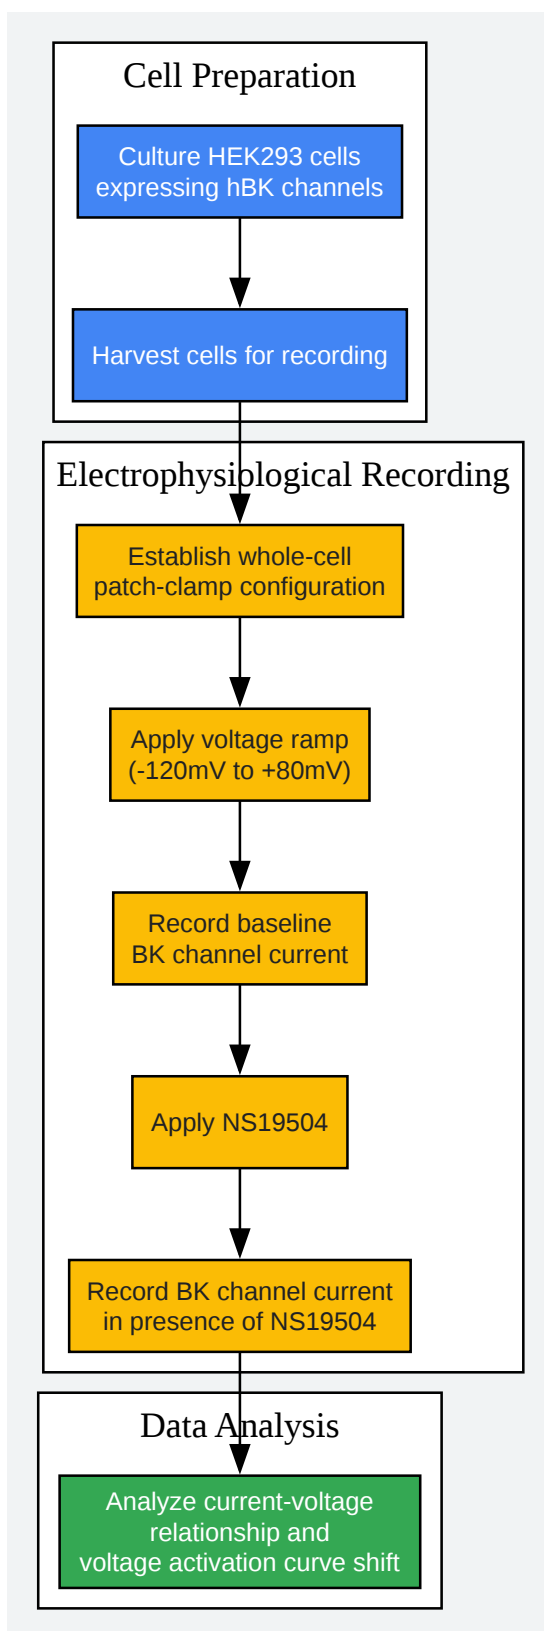 Cell Preparation
Culture HEK293 cells
expressing hBK channels
Harvest cells for recording
Electrophysiological Recording
Establish whole-cell
patch-clamp configuration
Apply voltage ramp
(-120mV to +80mV)
Record baseline
BK channel current
Apply NS19504
Record BK channel current
in presence of NS19504
Data Analysis
Analyze current-voltage
relationship and
voltage activation curve shift